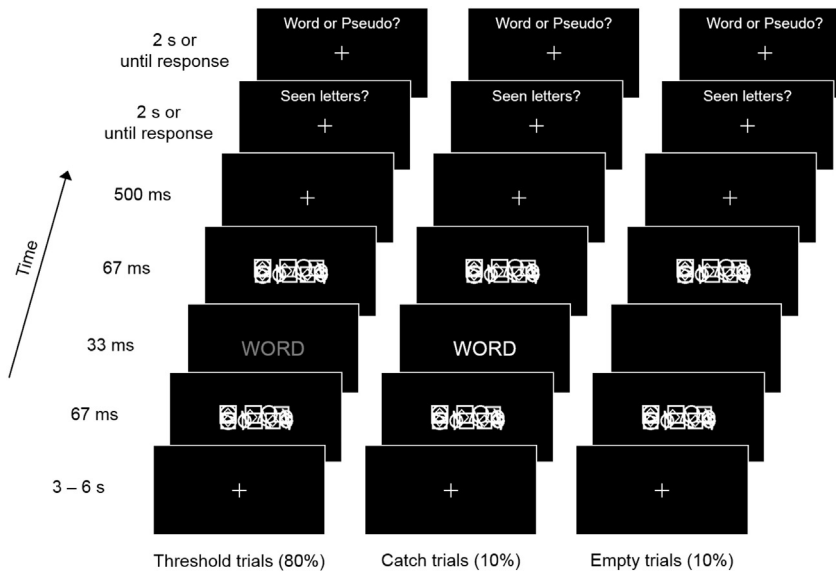 Word or Pseudo? Word or Pseudo? Word or Pseudo?
2 s or
until response
Seen letters? Seen letters? Seen letters?
2 s or
until response
500 ms
Time
67 ms
33 ms
WORD WORD
67 ms
3 – 6 s
Threshold trials (80%) Catch trials (10%) Empty trials (10%)